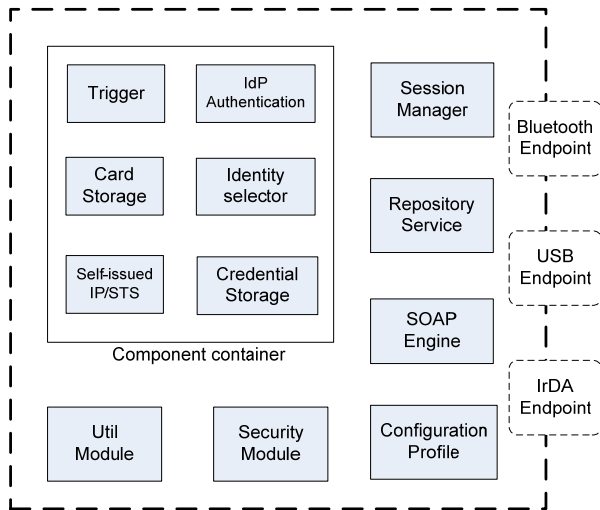 Trigger
IdP
Authentication
Card
Storage
Identity
selector
Self-issued
IP/STS
Credential
Storage
Component container
Session
Manager
Repository
Service
SOAP
Engine
Util
Module
Security
Module
Configuration
Profile
Bluetooth
Endpoint
USB
Endpoint
IrDA
Endpoint